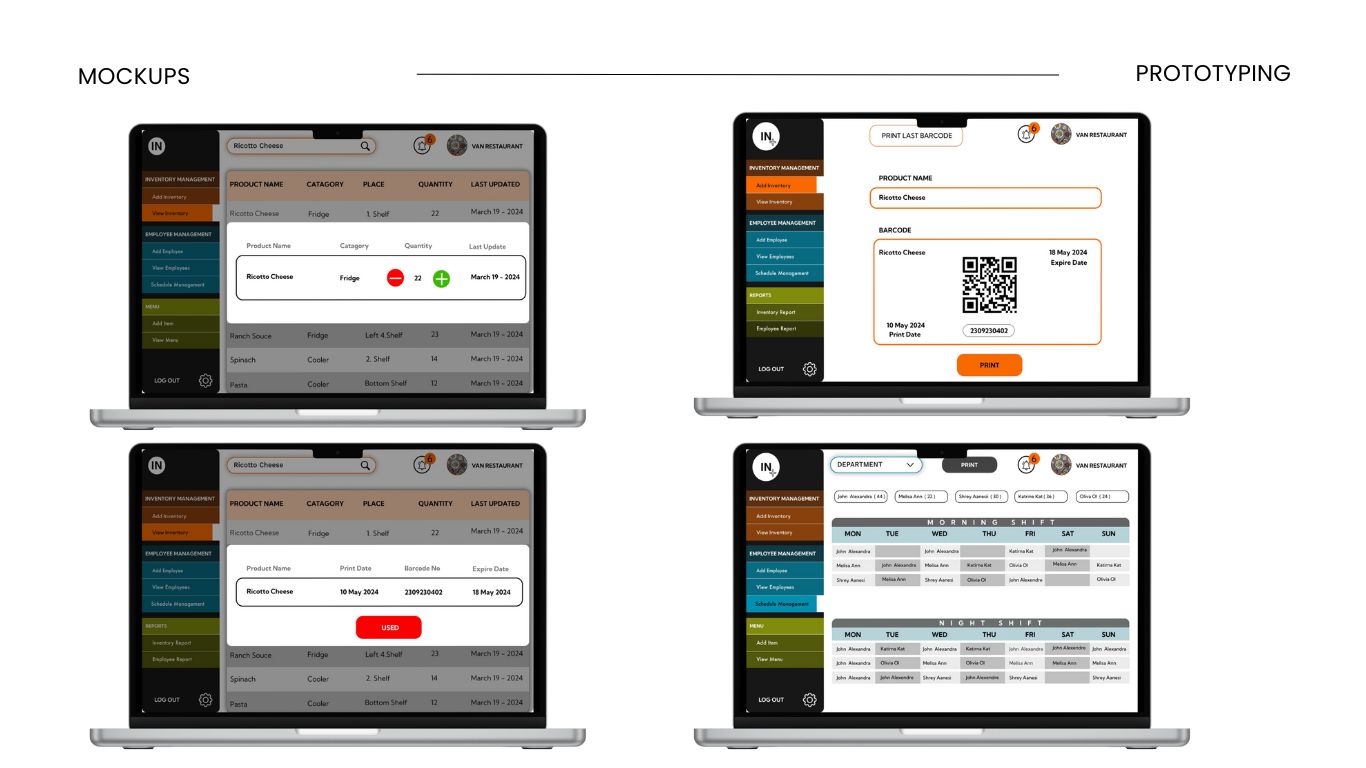 MOCKUPS
PROTOTYPING
IN
Ricotto Cheese
6
VAN RESTAURANT
INVENTORY MANAGEMENT
Add Inventory
View Inventory
EMPLOYEE MANAGEMENT
Add Employee
View Employees
Schedule Management
MENU
Add Item
View Menu
LOG OUT
PRODUCT NAME CATAGORY PLACE QUANTITY LAST UPDATED
Ricotto Cheese Fridge 1. Shelf 22 March 19 - 2024
Product Name Catagory Quantity Last Update
Ricotto Cheese Fridge 22 March 19 - 2024
Ranch Souce Fridge Left 4.Shelf 23 March 19 - 2024
Spinach Cooler 2. Shelf 14 March 19 - 2024
Pasta Cooler Bottom Shelf 12 March 19 - 2024
IN
PRINT LAST BARCODE
6
VAN RESTAURANT
INVENTORY MANAGEMENT
Add Inventory
View Inventory
EMPLOYEE MANAGEMENT
Add Employee
View Employees
Schedule Management
REPORTS
Inventory Report
Employee Report
LOG OUT
PRODUCT NAME
Ricotto Cheese
BARCODE
Ricotto Cheese
18 May 2024
Expire Date
10 May 2024
Print Date
2309230402
PRINT
IN
Ricotto Cheese
6
VAN RESTAURANT
INVENTORY MANAGEMENT
Add Inventory
View Inventory
EMPLOYEE MANAGEMENT
Add Employee
View Employees
Schedule Management
REPORTS
Inventory Report
Employee Report
LOG OUT
PRODUCT NAME CATAGORY PLACE QUANTITY LAST UPDATED
Ricotto Cheese Fridge 1. Shelf 22 March 19 - 2024
Product Name Print Date Barcode No Expire Date
Ricotto Cheese 10 May 2024 2309230402 18 May 2024
USED
Ranch Souce Fridge Left 4.Shelf 23 March 19 - 2024
Spinach Cooler 2. Shelf 14 March 19 - 2024
Pasta Cooler Bottom Shelf 12 March 19 - 2024
IN
DEPARTMENT
PRINT
6
VAN RESTAURANT
INVENTORY MANAGEMENT
Add Inventory
View Inventory
EMPLOYEE MANAGEMENT
Add Employee
View Employees
Schedule Management
MENU
Add Item
View Menu
LOG OUT
John Alexandra ( 44 ) Melisa Ann ( 22 ) Shrey Aanesi ( 30 ) Katrine Kat ( 36 ) Oliva Ol ( 24 )
MORNING SHIFT
MON TUE WED THU FRI SAT SUN
John Alexandra John Alexandra Katirna Kat John Alexandra
Melisa Ann John Alexandra Melisa Ann Katirna Kat Olivia Ol Melisa Ann Katirna Kat
Shrey Aanesi Melisa Ann Shrey Aanesi Olivia Ol John Alexendre Olivia Ol
NIGHT SHIFT
MON TUE WED THU FRI SAT SUN
John Alexandra Katirna Kat John Alexandra Katirna Kat John Alexandra John Alexandra John Alexandra
John Alexandra Olivia Ol Melisa Ann Olivia Ol Melisa Ann Melisa Ann Melisa Ann
John Alexandra John Alexandre Shrey Aanesi John Alexendre Shrey Aanesi Shrey Aanesi